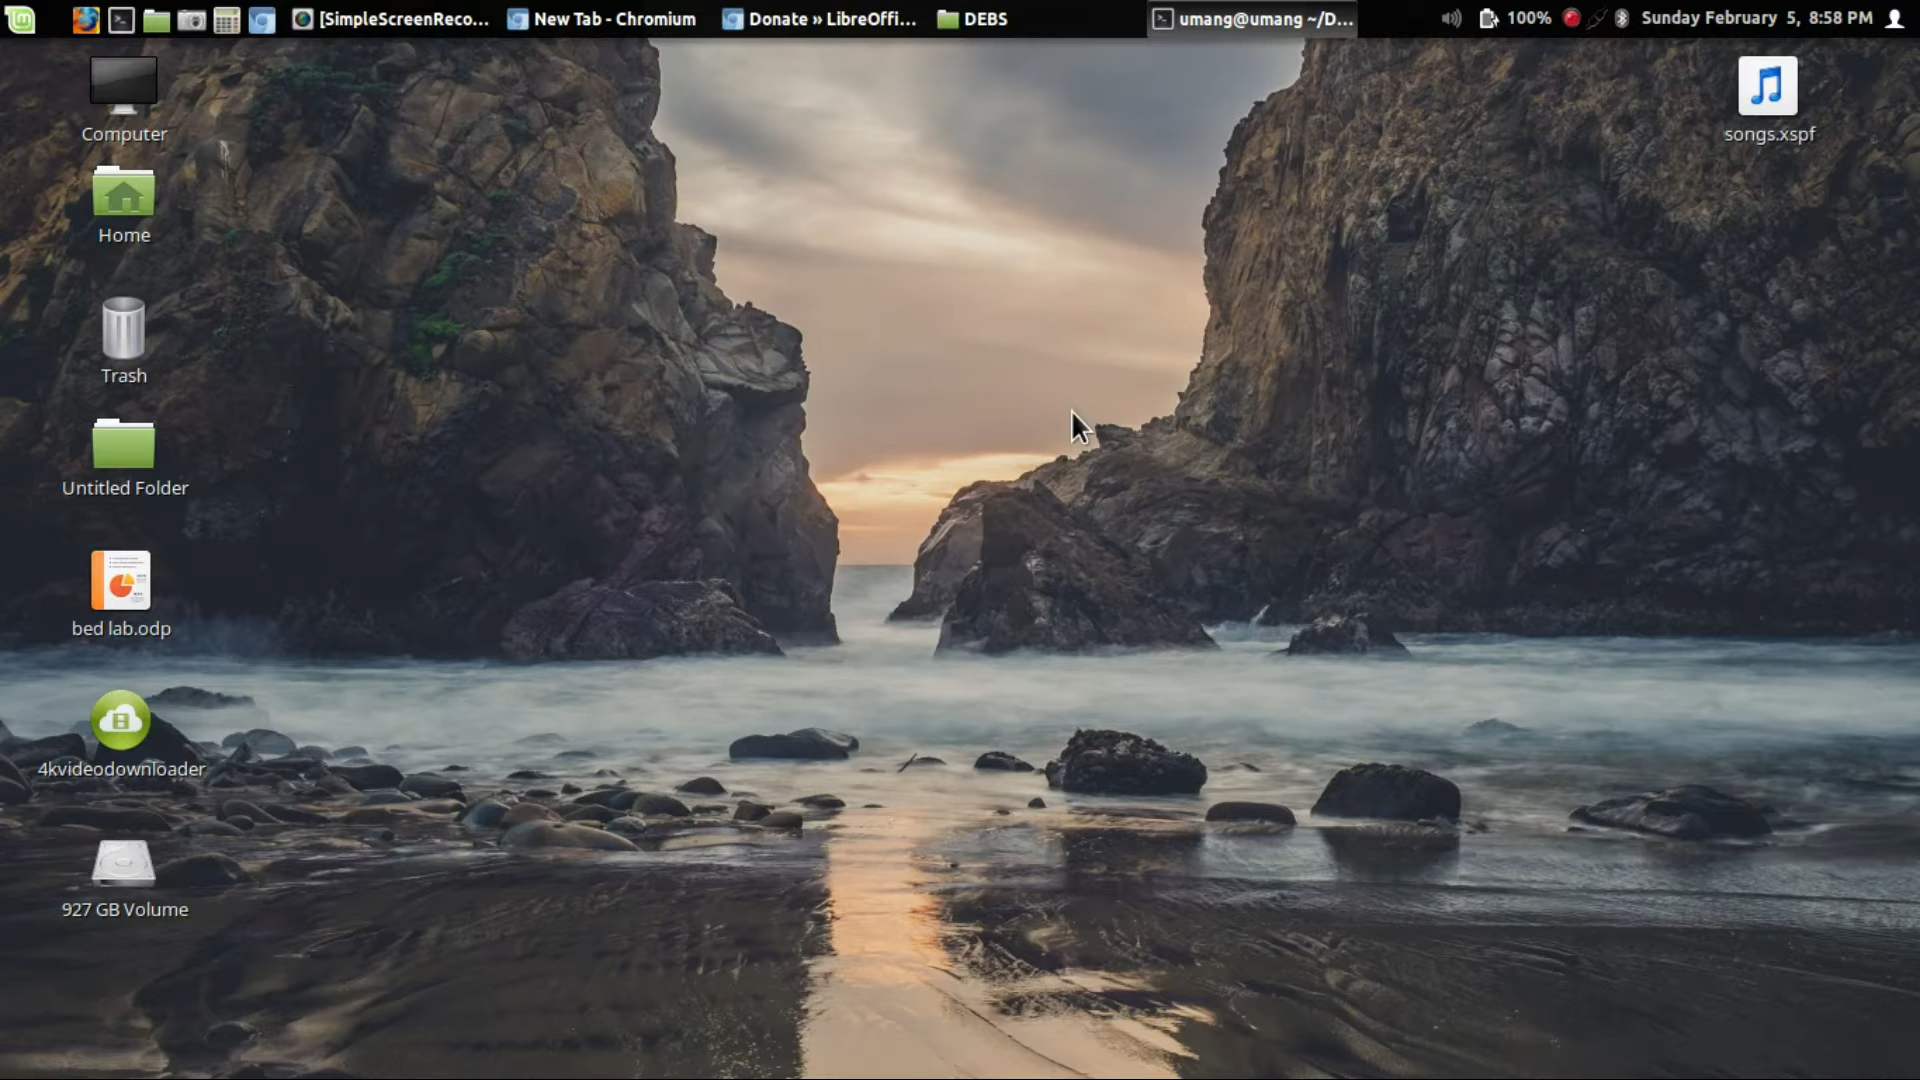 [SimpleScreenReco...
New Tab - Chromium
Donate » LibreOffi...
DEBS
umang@umang ~/D...
100%
Sunday February 5, 8:58 PM
Computer
songs.xspf
Home
Trash
Untitled Folder
bed lab.odp
4kvideodownloader
927 GB Volume